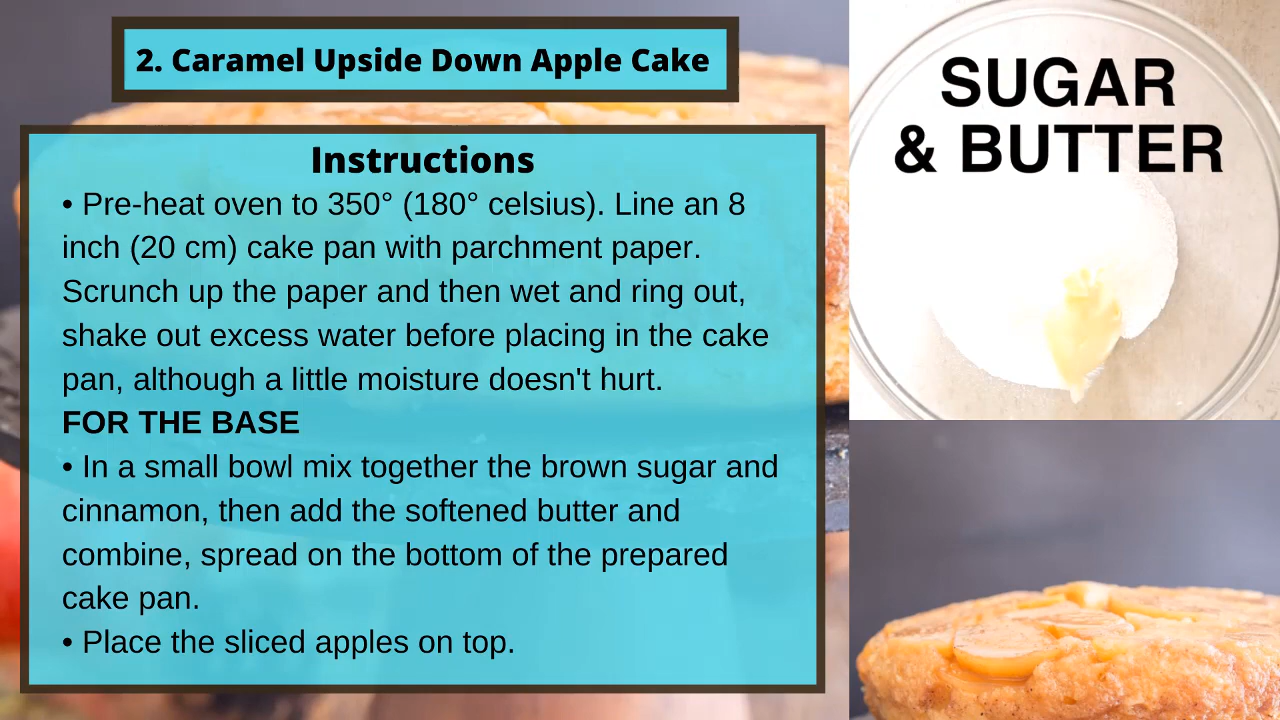 2. Caramel Upside Down Apple Cake
SUGAR
& BUTTER
Instructions
• Pre-heat oven to 350° (180° celsius). Line an 8
inch (20 cm) cake pan with parchment paper.
Scrunch up the paper and then wet and ring out,
shake out excess water before placing in the cake
pan, although a little moisture doesn't hurt.
FOR THE BASE
• In a small bowl mix together the brown sugar and
cinnamon, then add the softened butter and
combine, spread on the bottom of the prepared
cake pan.
• Place the sliced apples on top.